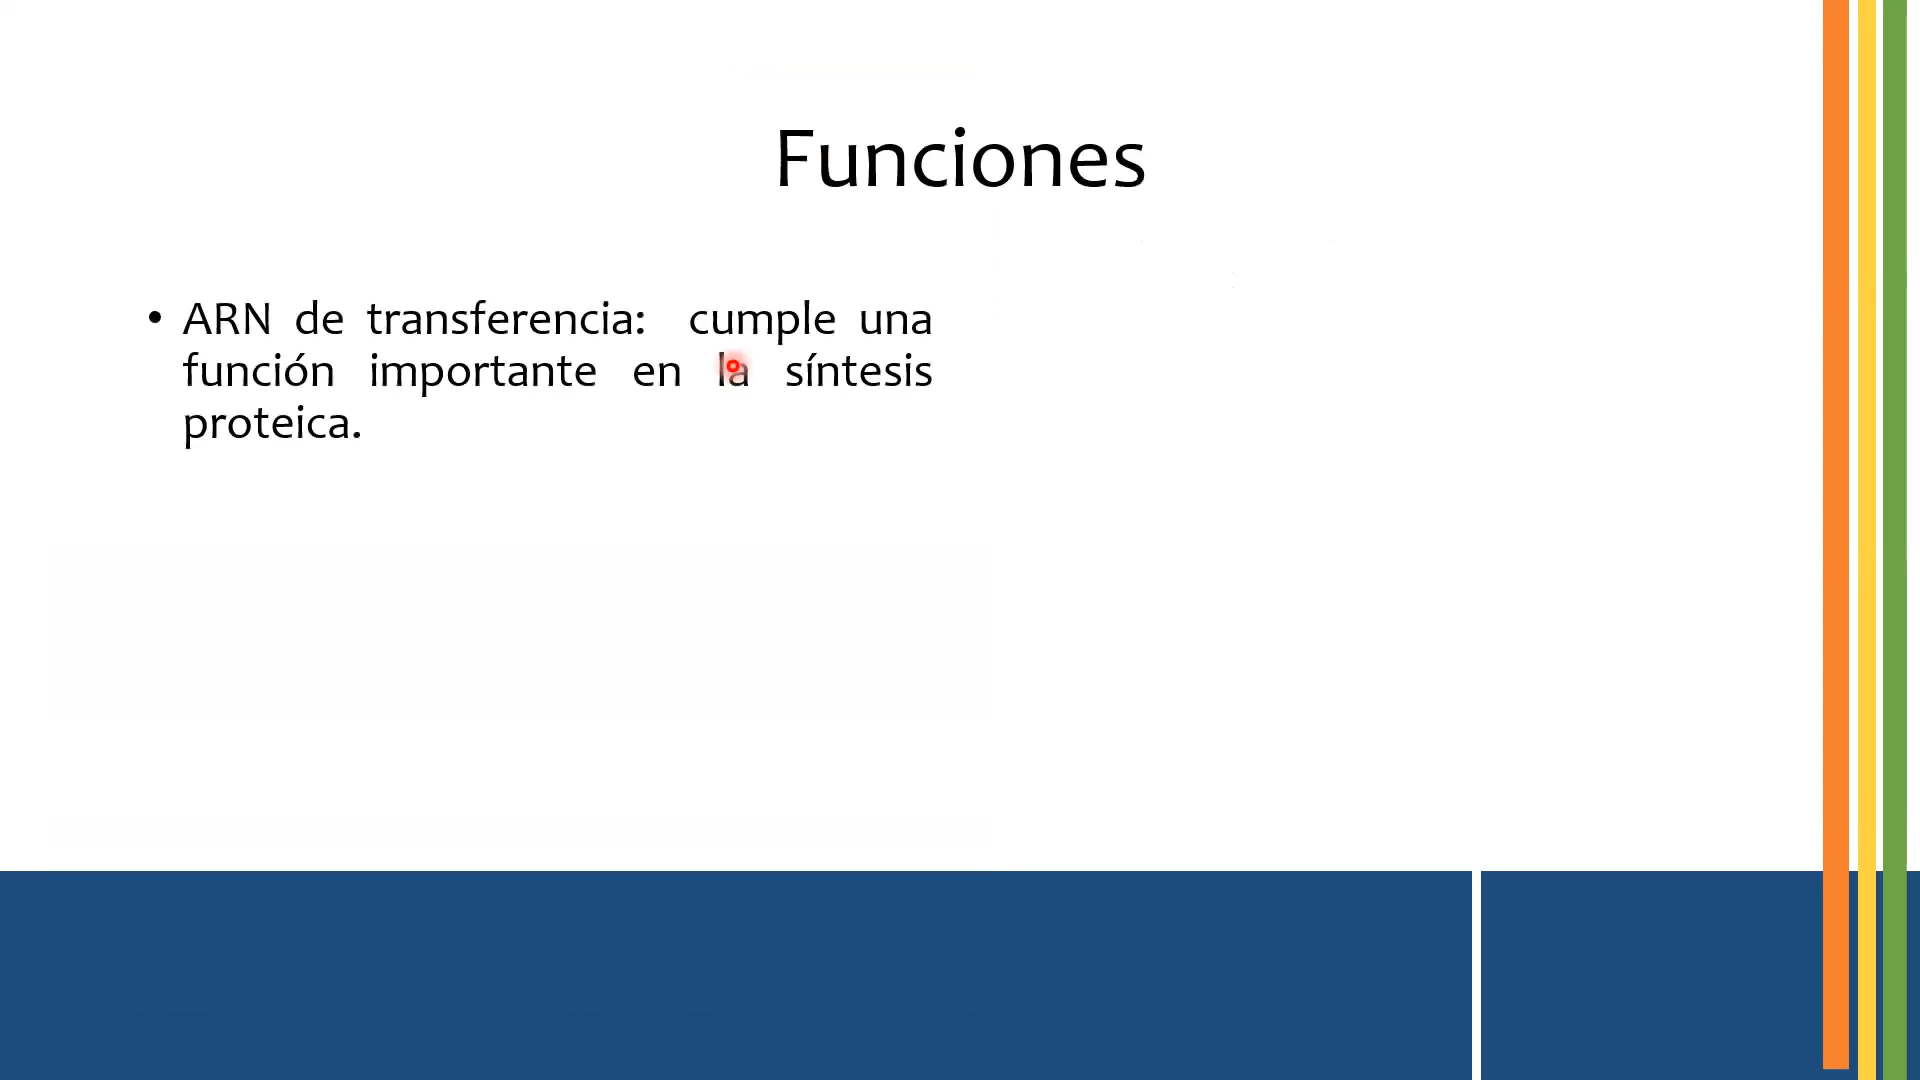 Funciones
• ARN de transferencia: cumple una
función importante en la síntesis
proteica.